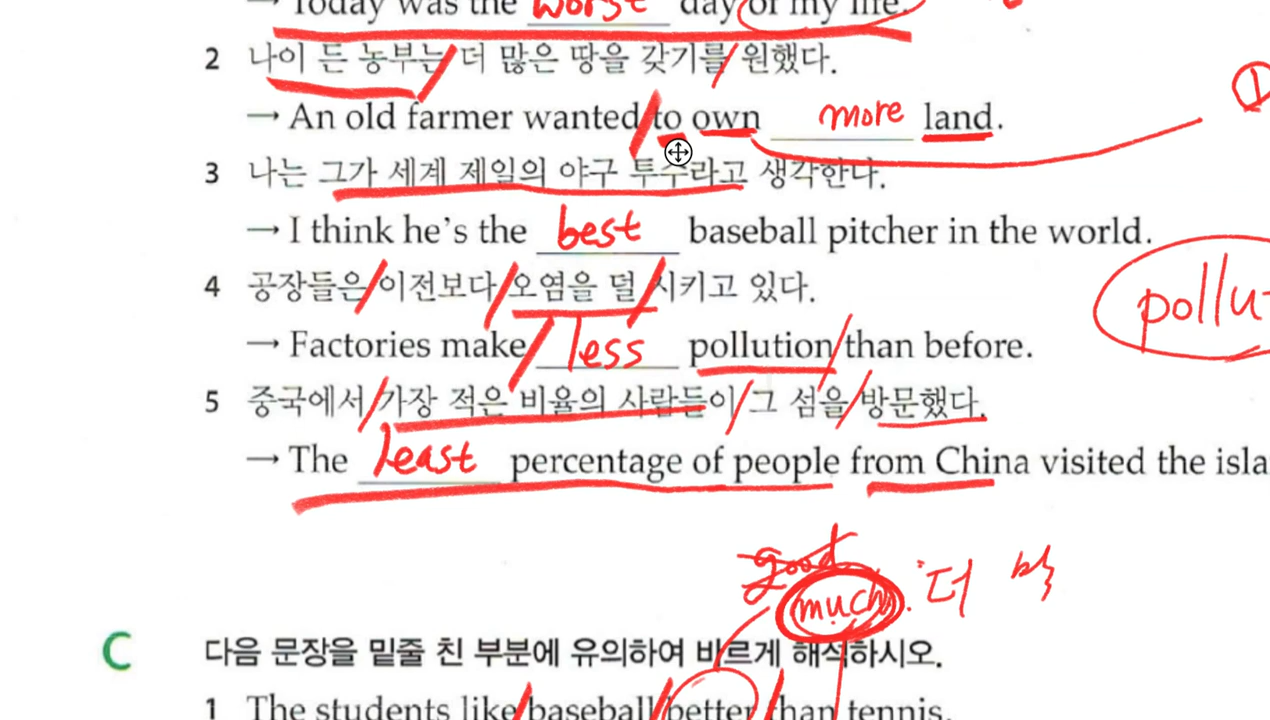 → Today was the worst day of my life.
2 나이 든 농부는 더 많은 땅을 갖기를 원했다.
①
→ An old farmer wanted to own more land.
3 나는 그가 세계 제일의 야구 투수라고 생각한다.
→ I think he's the best baseball pitcher in the world.
4 공장들은 이전보다 오염을 덜 시키고 있다.
pollu
→ Factories make less pollution than before.
5 중국에서 가장 적은 비율의 사람들이 그 섬을 방문했다.
→ The least percentage of people from China visited the isla
good
much. 더
C 다음 문장을 밑줄 친 부분에 유의하여 바르게 해석하시오.
1 The students like baseball better than tennis.